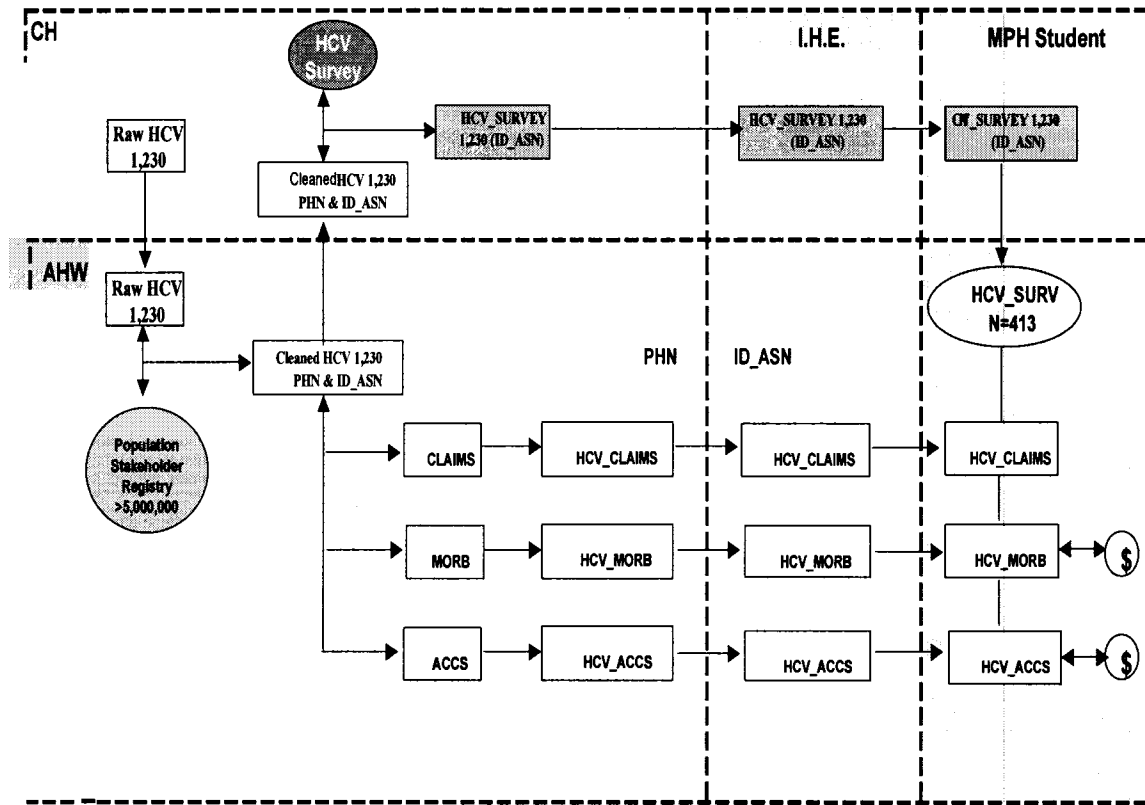 CH
I.H.E.
MPH Student
HCV
Survey
Raw HCV
1,230
HCV_SURVEY
1,230 (ID_ASN)
HCV_SURVEY 1,230
(ID_ASN)
SURVEY 1,230
(ID_ASN)
Cleaned HCV 1,230
PHN & ID_ASN
AHW
Raw HCV
1,230
HCV_SURV
N=413
Cleaned HCV 1,230
PHN & ID_ASN
PHN
ID_ASN
Population
Stakeholder
Registry
>5,000,000
CLAIMS
HCV_CLAIMS
HCV_CLAIMS
HCV_CLAIMS
MORB
HCV_MORB
HCV_MORB
HCV_MORB
$
ACCS
HCV_ACCS
HCV_ACCS
HCV_ACCS
$